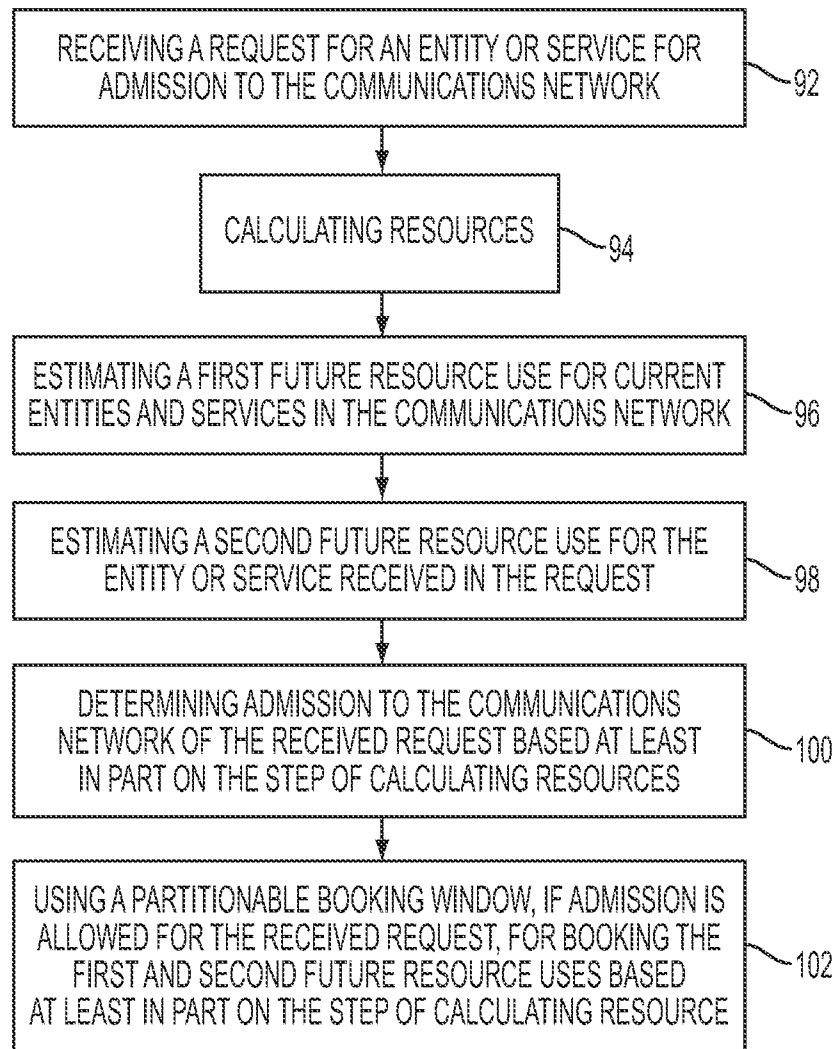 RECEIVING A REQUEST FOR AN ENTITY OR SERVICE FOR
ADMISSION TO THE COMMUNICATIONS NETWORK
92
CALCULATING RESOURCES
94
ESTIMATING A FIRST FUTURE RESOURCE USE FOR CURRENT
ENTITIES AND SERVICES IN THE COMMUNICATIONS NETWORK
96
ESTIMATING A SECOND FUTURE RESOURCE USE FOR THE
ENTITY OR SERVICE RECEIVED IN THE REQUEST
98
DETERMINING ADMISSION TO THE COMMUNICATIONS
NETWORK OF THE RECEIVED REQUEST BASED AT LEAST
IN PART ON THE STEP OF CALCULATING RESOURCES
100
USING A PARTITIONABLE BOOKING WINDOW, IF ADMISSION IS
ALLOWED FOR THE RECEIVED REQUEST, FOR BOOKING THE
FIRST AND SECOND FUTURE RESOURCE USES BASED
AT LEAST IN PART ON THE STEP OF CALCULATING RESOURCE
102